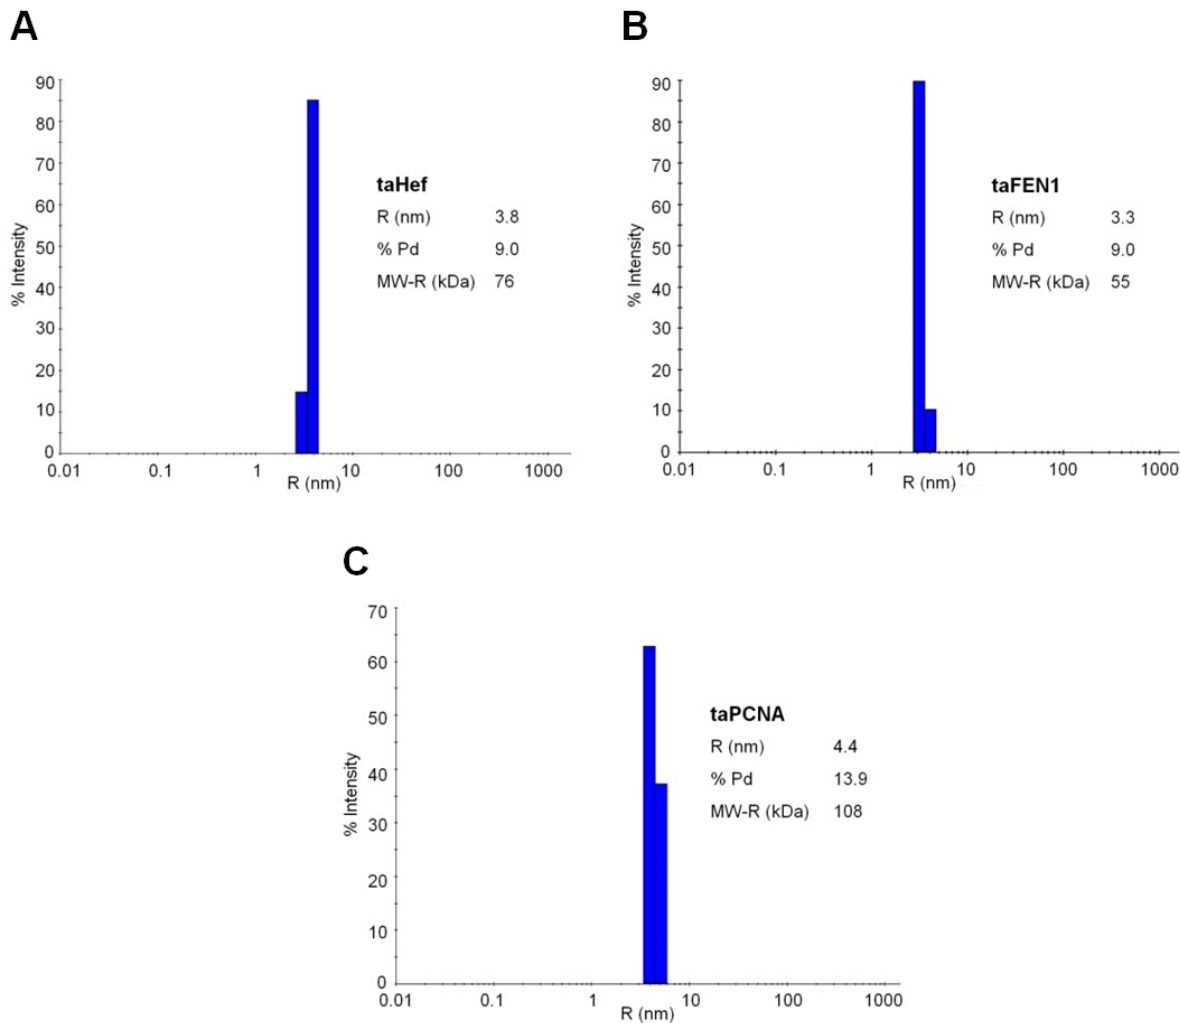 A
90
80
70
60
50
40
30
20
10
0
% Intensity
0.01 0.1 1 10 100 1000
R (nm)
taHef
R (nm) 3.8
% Pd 9.0
MW-R (kDa) 76
B
90
80
70
60
50
40
30
20
10
0
% Intensity
0.01 0.1 1 10 100 1000
R (nm)
taFEN1
R (nm) 3.3
% Pd 9.0
MW-R (kDa) 55
C
70
60
50
40
30
20
10
0
% Intensity
0.01 0.1 1 10 100 1000
R (nm)
taPCNA
R (nm) 4.4
% Pd 13.9
MW-R (kDa) 108